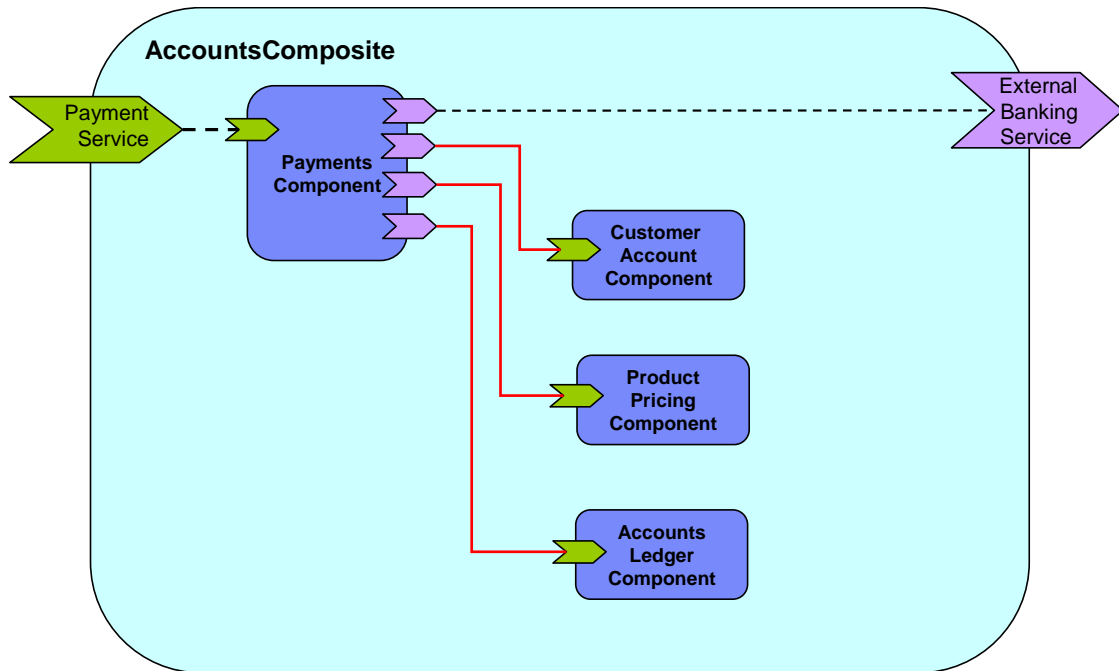 AccountsComposite
Payment
Service
External
Banking
Service
Payments
Component
Customer
Account
Component
Product
Pricing
Component
Accounts
Ledger
Component